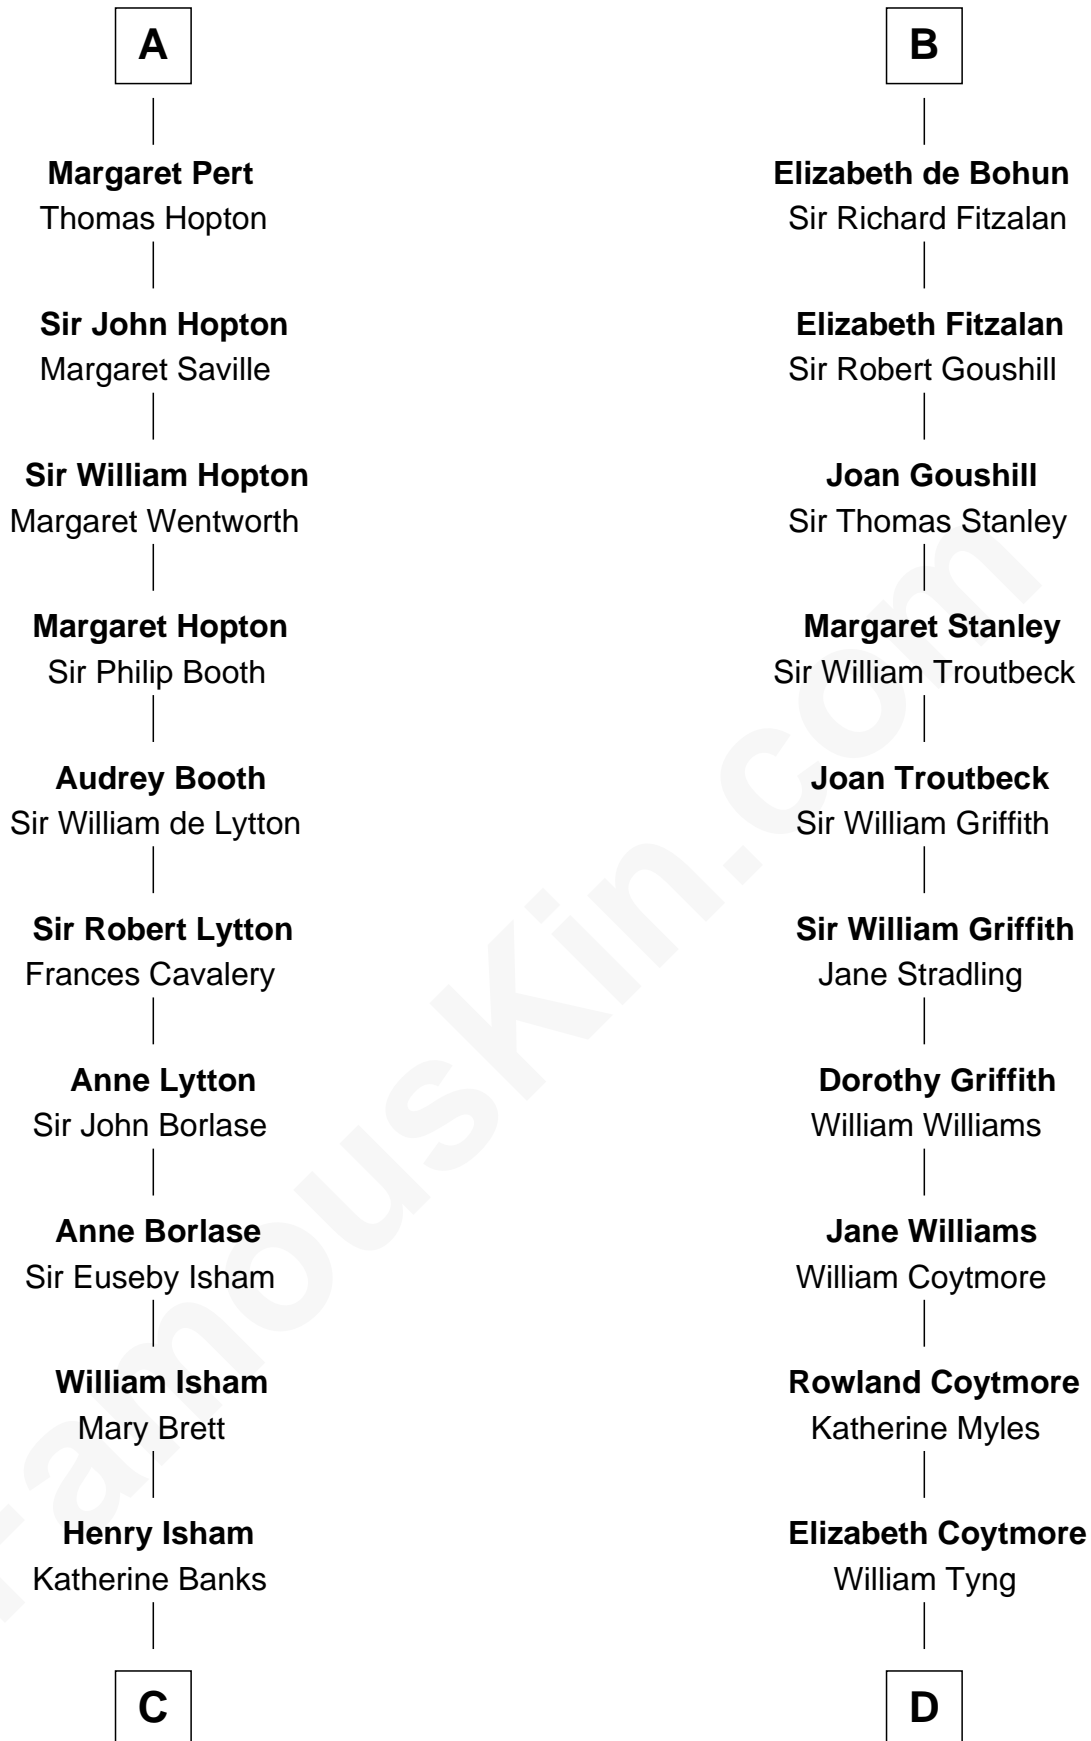 A
Margaret Pert
Thomas Hopton
Sir John Hopton
Margaret Saville
Sir William Hopton
Margaret Wentworth
Margaret Hopton
Sir Philip Booth
Audrey Booth
Sir William de Lytton
Sir Robert Lytton
Frances Cavalery
Anne Lytton
Sir John Borlase
Anne Borlase
Sir Euseby Isham
William Isham
Mary Brett
Henry Isham
Katherine Banks
C
B
Elizabeth de Bohun
Sir Richard Fitzalan
Elizabeth Fitzalan
Sir Robert Goushill
Joan Goushill
Sir Thomas Stanley
Margaret Stanley
Sir William Troutbeck
Joan Troutbeck
Sir William Griffith
Sir William Griffith
Jane Stradling
Dorothy Griffith
William Williams
Jane Williams
William Coytmore
Rowland Coytmore
Katherine Myles
Elizabeth Coytmore
William Tyng
D
FamousKin.com